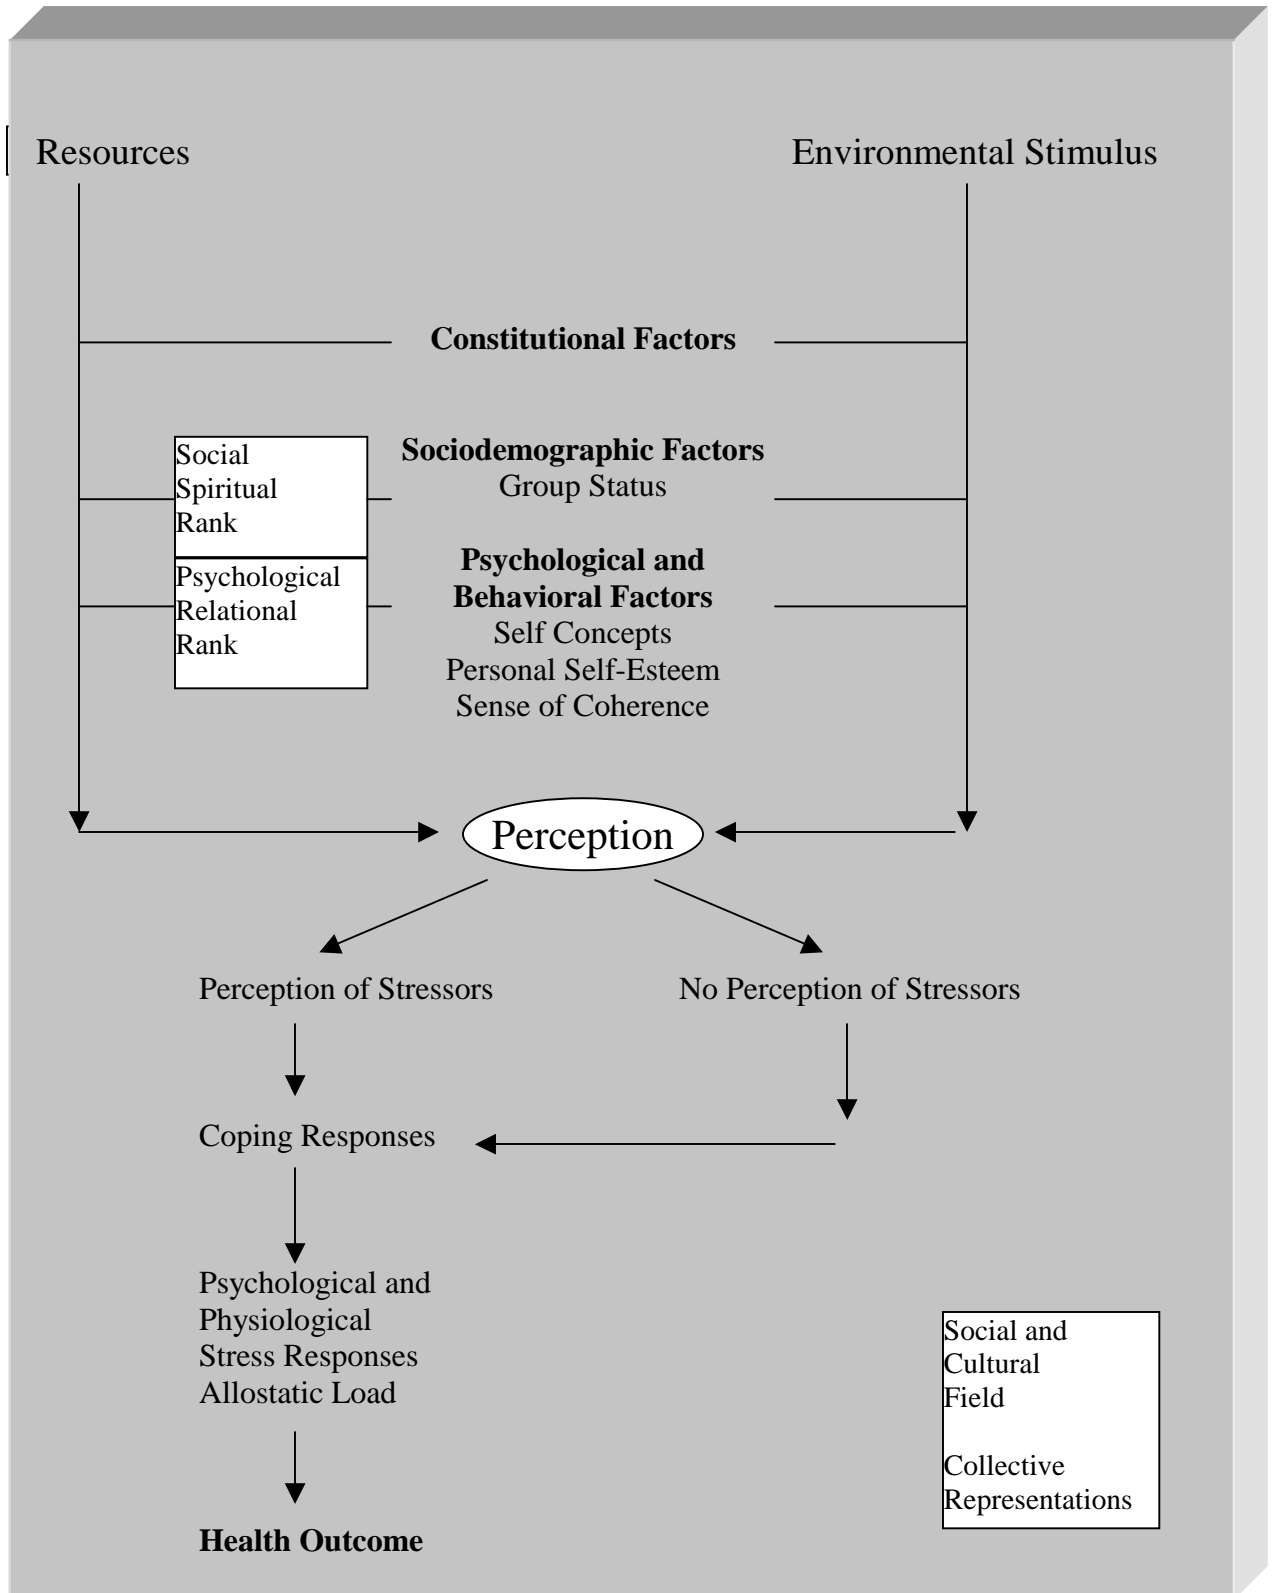 Resources
Environmental Stimulus
Constitutional Factors
Social
Spiritual
Rank
Sociodemographic Factors
Group Status
Psychological
Relational
Rank
Psychological and
Behavioral Factors
Self Concepts
Personal Self-Esteem
Sense of Coherence
Perception
Perception of Stressors
No Perception of Stressors
Coping Responses
Psychological and
Physiological
Stress Responses
Allostatic Load
Social and
Cultural
Field
Collective
Representations
Health Outcome